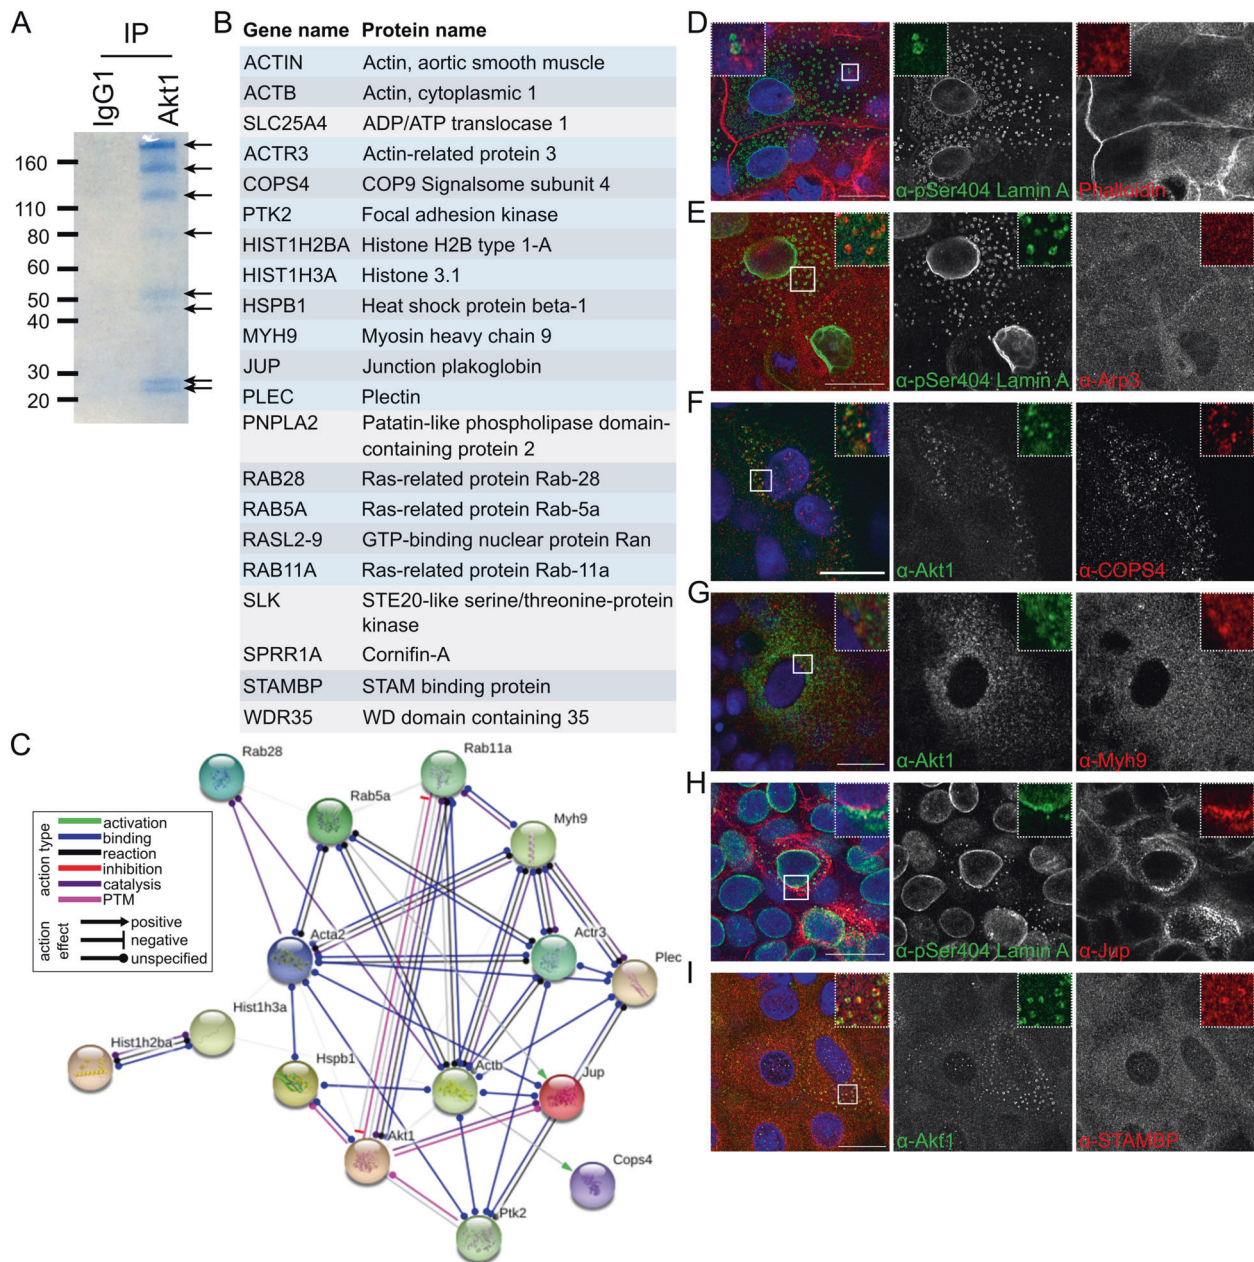 A
IP
IgG1
Akt1
160
110
80
60
50
40
30
20
B
Gene name Protein name
ACTIN Actin, aortic smooth muscle
ACTB Actin, cytoplasmic 1
SLC25A4 ADP/ATP translocase 1
ACTR3 Actin-related protein 3
COPS4 COP9 Signalsome subunit 4
PTK2 Focal adhesion kinase
HIST1H2BA Histone H2B type 1-A
HIST1H3A Histone 3.1
HSPB1 Heat shock protein beta-1
MYH9 Myosin heavy chain 9
JUP Junction plakoglobin
PLEC Plectin
PNPLA2 Patatin-like phospholipase domain-
containing protein 2
RAB28 Ras-related protein Rab-28
RAB5A Ras-related protein Rab-5a
RASL2-9 GTP-binding nuclear protein Ran
RAB11A Ras-related protein Rab-11a
SLK STE20-like serine/threonine-protein
kinase
SPRR1A Cornifin-A
STAMBP STAM binding protein
WDR35 WD domain containing 35
C
action type
activation
binding
reaction
inhibition
catalysis
PTM
action
effect
positive
negative
unspecified
Rab28
Rab11a
Rab5a
Myh9
Acta2
Actr3
Plec
Hist1h3a
Hist1h2ba
Hspb1
Actb
Jup
Akt1
Cops4
Ptk2
D
α-pSer404 Lamin A
Phalloidin
E
α-pSer404 Lamin A
α-Arp3
F
α-Akt1
α-COPS4
G
α-Akt1
α-Myh9
H
α-pSer404 Lamin A
α-Jup
I
α-Akt1
α-STAMBP